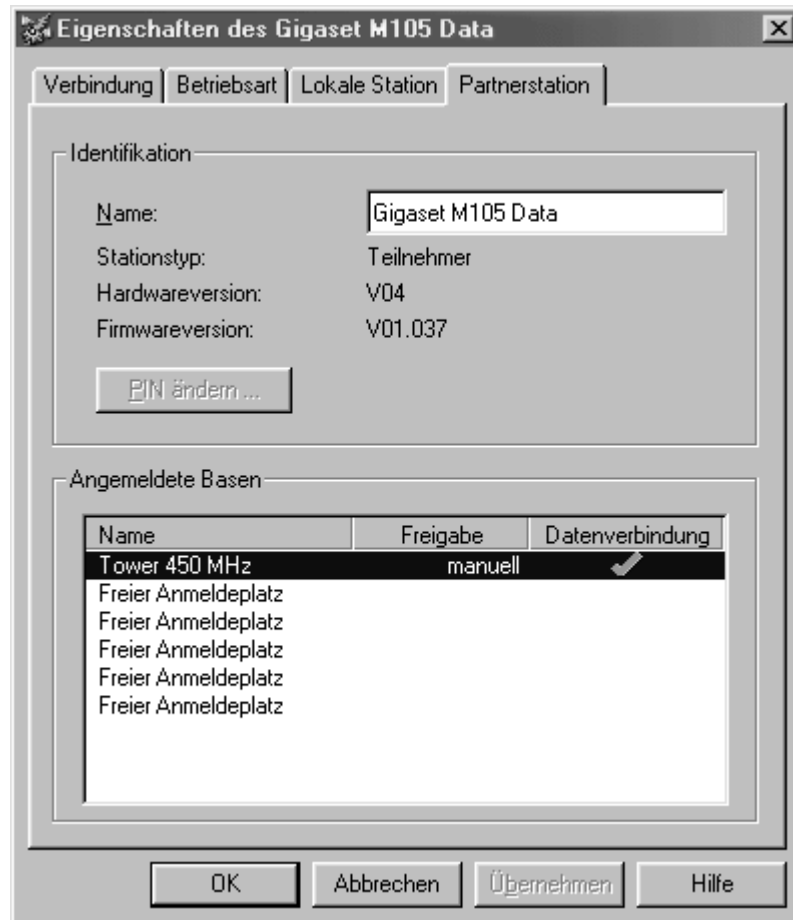 Eigenschaften des Gigaset M105 Data
Verbindung Betriebsart Lokale Station Partnerstation
Identifikation
Name: Gigaset M105 Data
Stationstyp: Teilnehmer
Hardwareversion: V04
Firmwareversion: V01.037
PIN ändern ...
Angemeldete Basen
Name Freigabe Datenverbindung
Tower 450 MHz manuell
Freier Anmeldeplatz
Freier Anmeldeplatz
Freier Anmeldeplatz
Freier Anmeldeplatz
Freier Anmeldeplatz
OK Abbrechen Übernehmen Hilfe